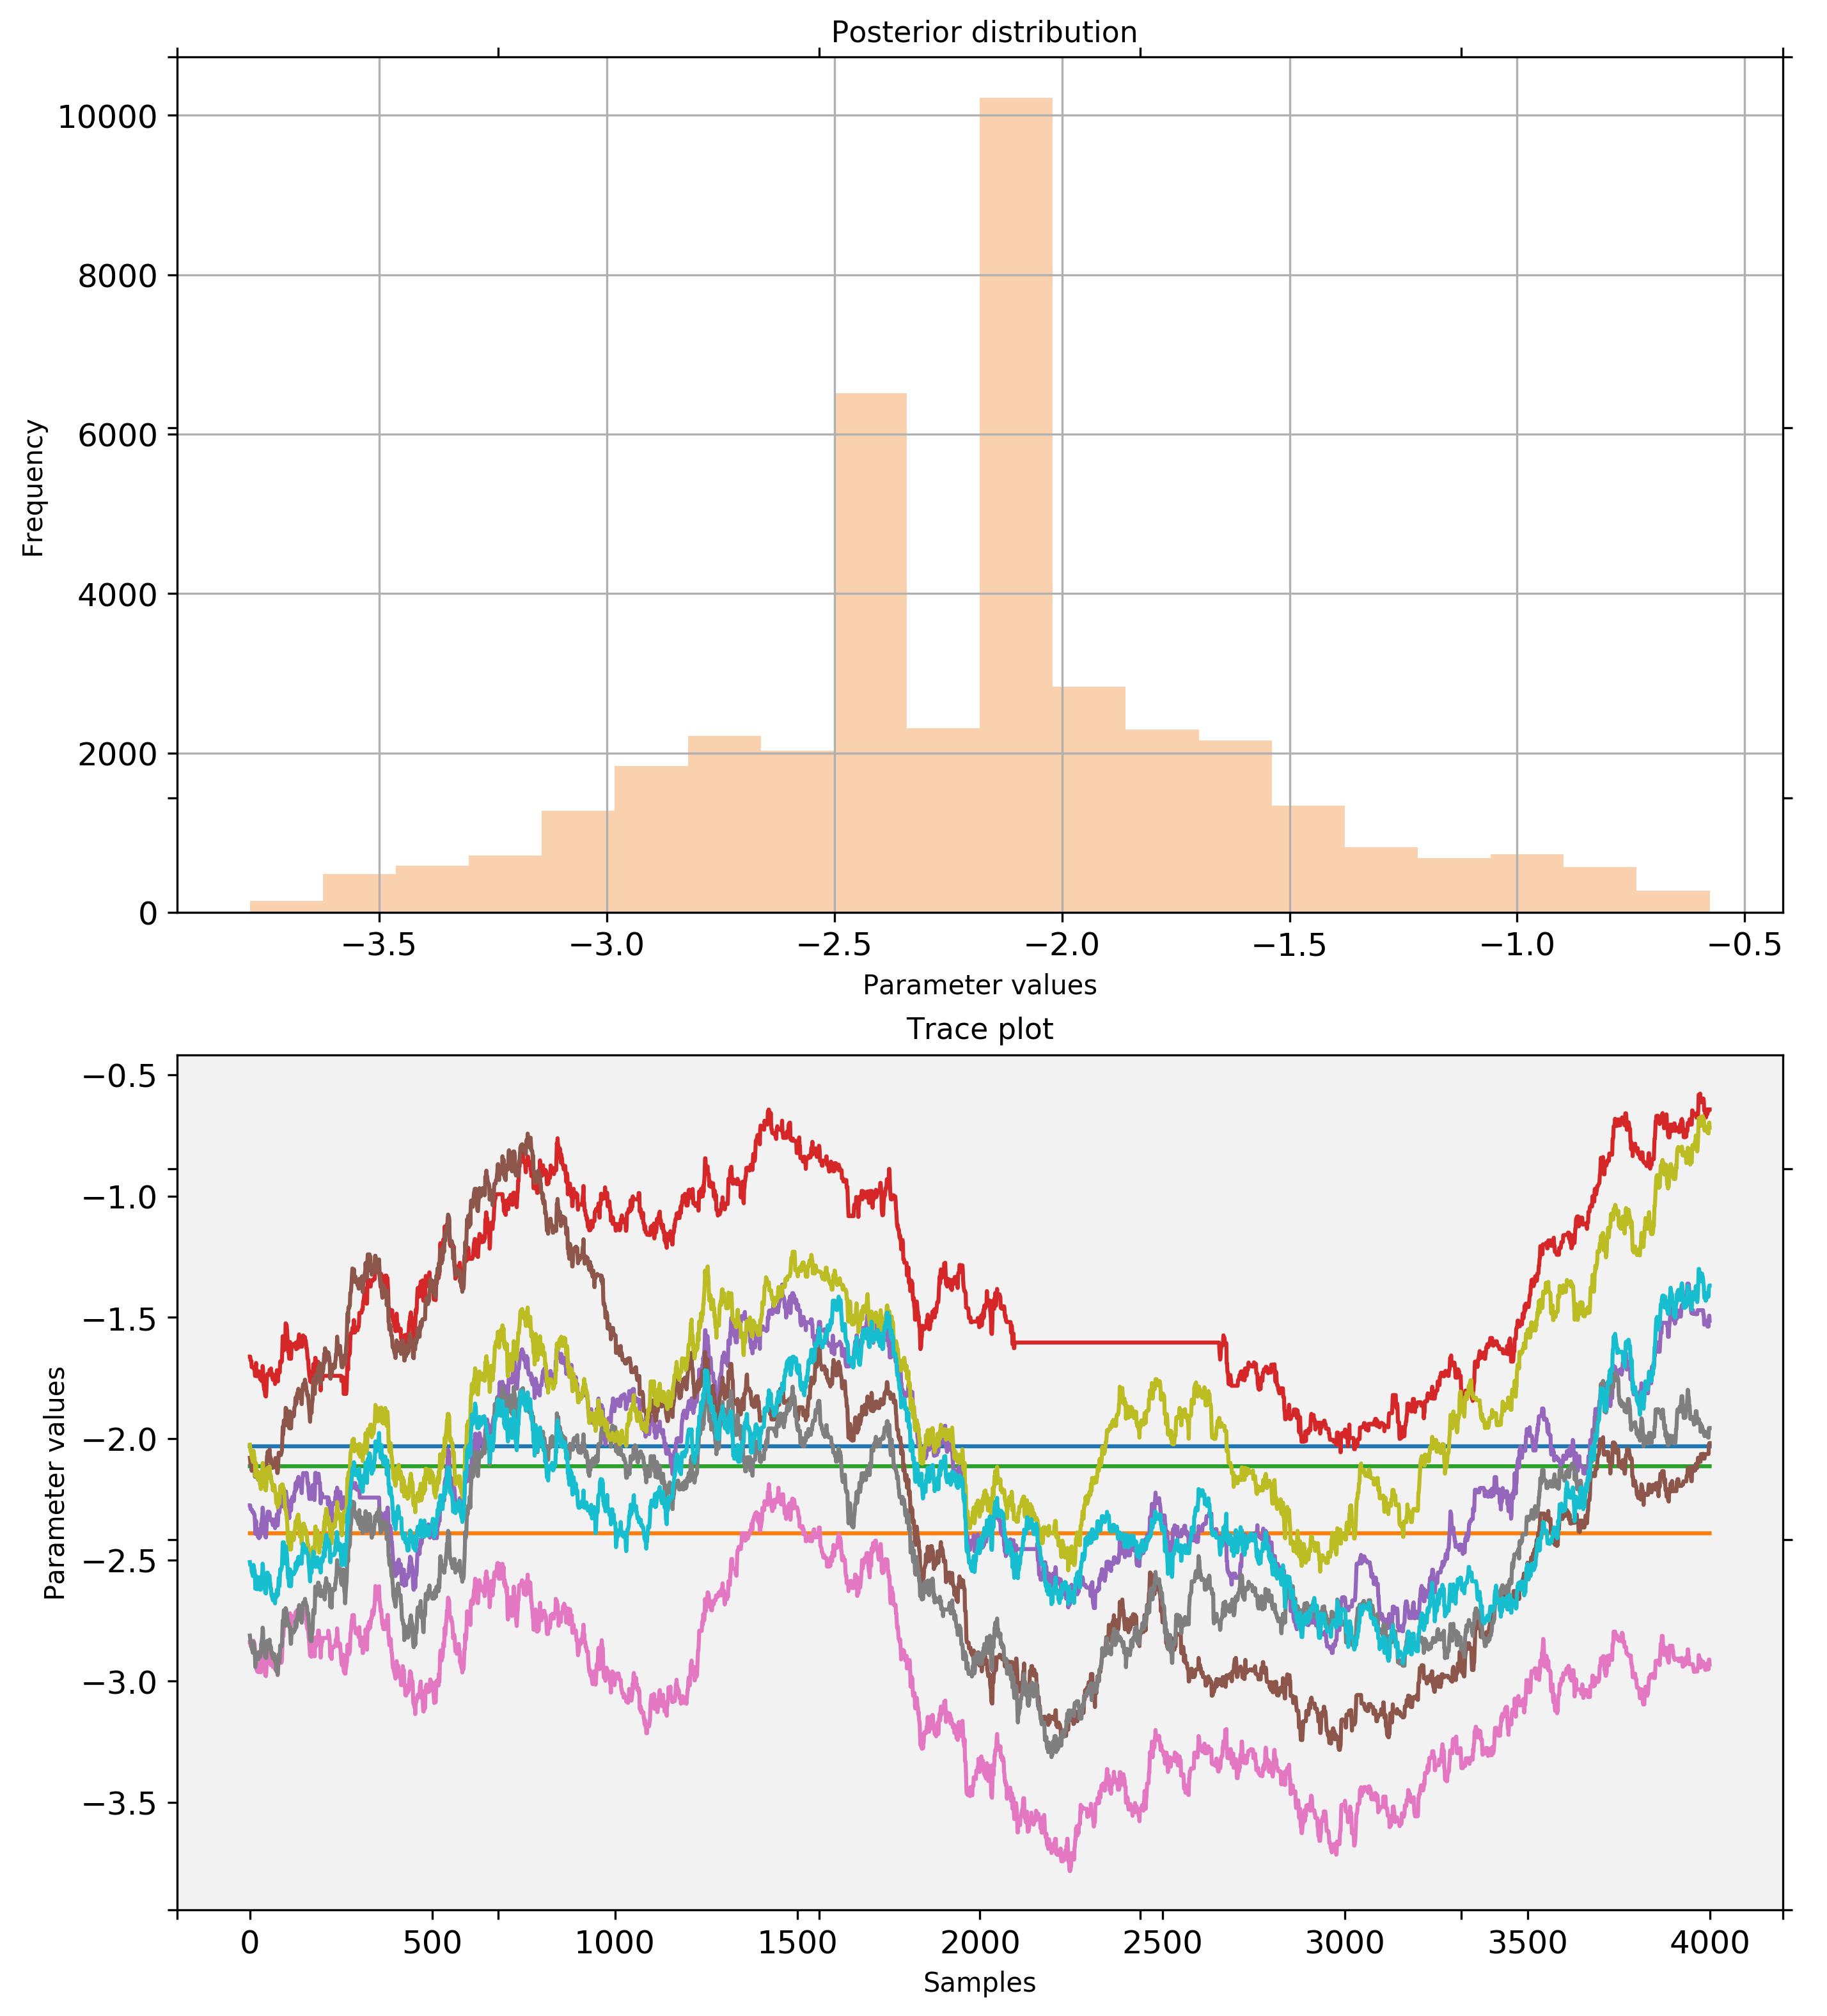 Posterior distribution
10000
8000
6000
4000
2000
0
Frequency
−3.5 −3.0 −2.5 −2.0 −1.5 −1.0 −0.5
Parameter values
Trace plot
−0.5
−1.0
−1.5
−2.0
−2.5
−3.0
−3.5
Parameter values
0 500 1000 1500 2000 2500 3000 3500 4000
Samples